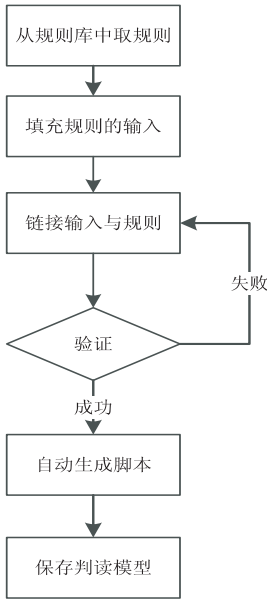 从规则库中取规则
填充规则的输入
链接输入与规则
失败
验证
成功
自动生成脚本
保存判读模型